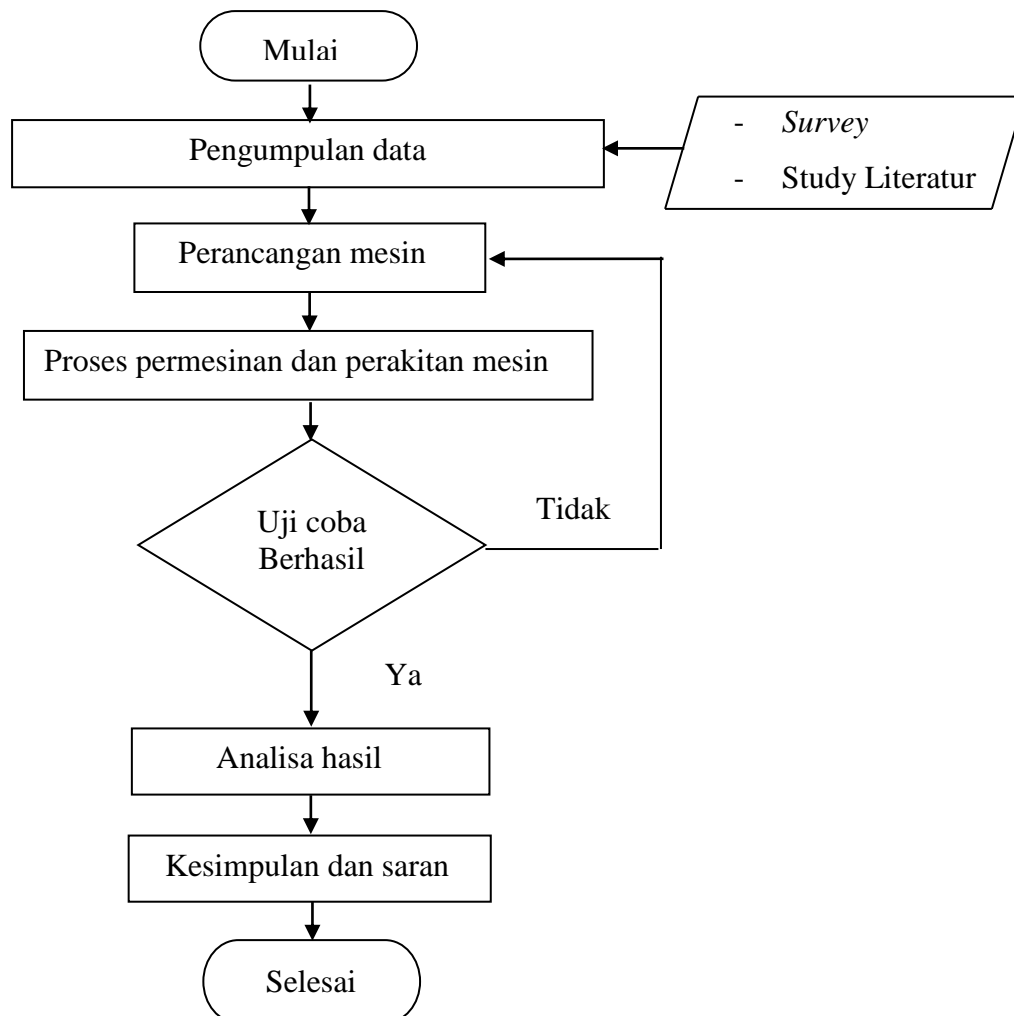 Mulai
Pengumpulan data
- Survey
- Study Literatur
Perancangan mesin
Proses permesinan dan perakitan mesin
Uji coba
Berhasil
Tidak
Ya
Analisa hasil
Kesimpulan dan saran
Selesai